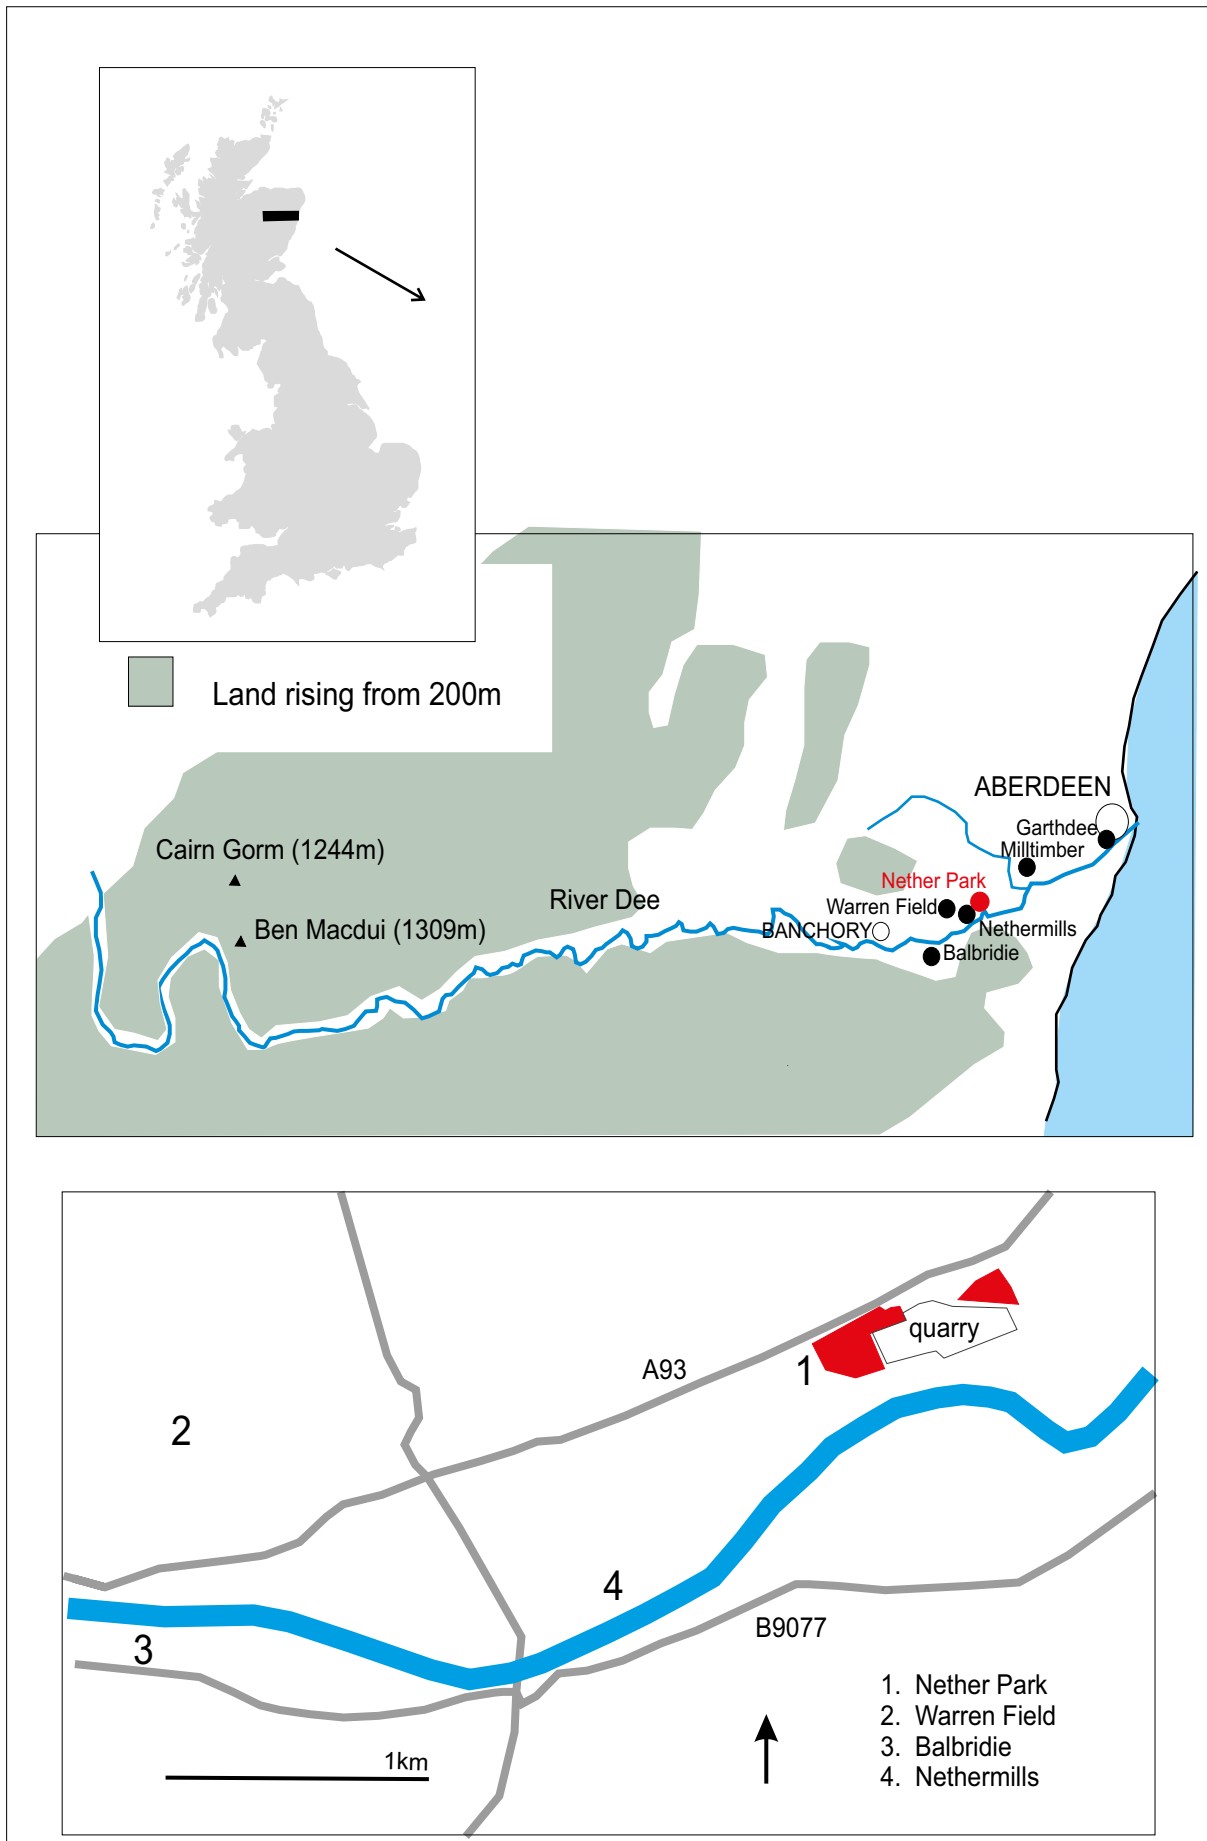 Land rising from 200m
ABERDEEN
Garthdee
Milltimber
Cairn Gorm (1244m)
Nether Park
River Dee
Warren Field
Ben Macdui (1309m)
BANCHORY
Nethermills
Balbridie
quarry
A93
1
2
4
B9077
3
1. Nether Park
2. Warren Field
3. Balbridie
4. Nethermills
1km